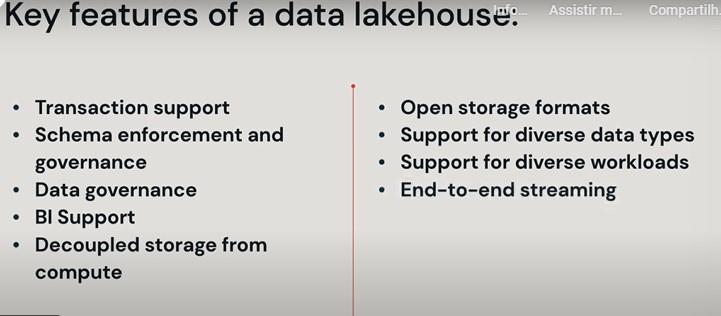 Key features of a data lakehouse:
Info... Assistir m... Compartilh
• Transaction support
• Schema enforcement and
governance
• Data governance
• BI Support
• Decoupled storage from
compute
• Open storage formats
• Support for diverse data types
• Support for diverse workloads
• End-to-end streaming